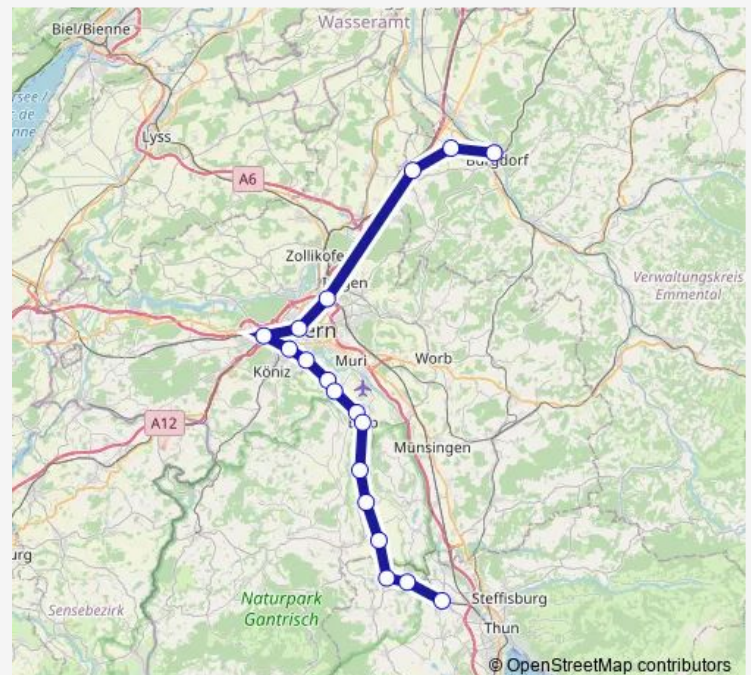 Wasseramt
Biel/Bienne
Lyss
A6
Burgdorf
Zollikofe
Verwaltungskreis
Emmental
ern
Muri
Worb
Köniz
A12
Münsingen
Naturpark
Gantrisch
Sensebezirk
Steffisburg
Thun
© OpenStreetMap contributors